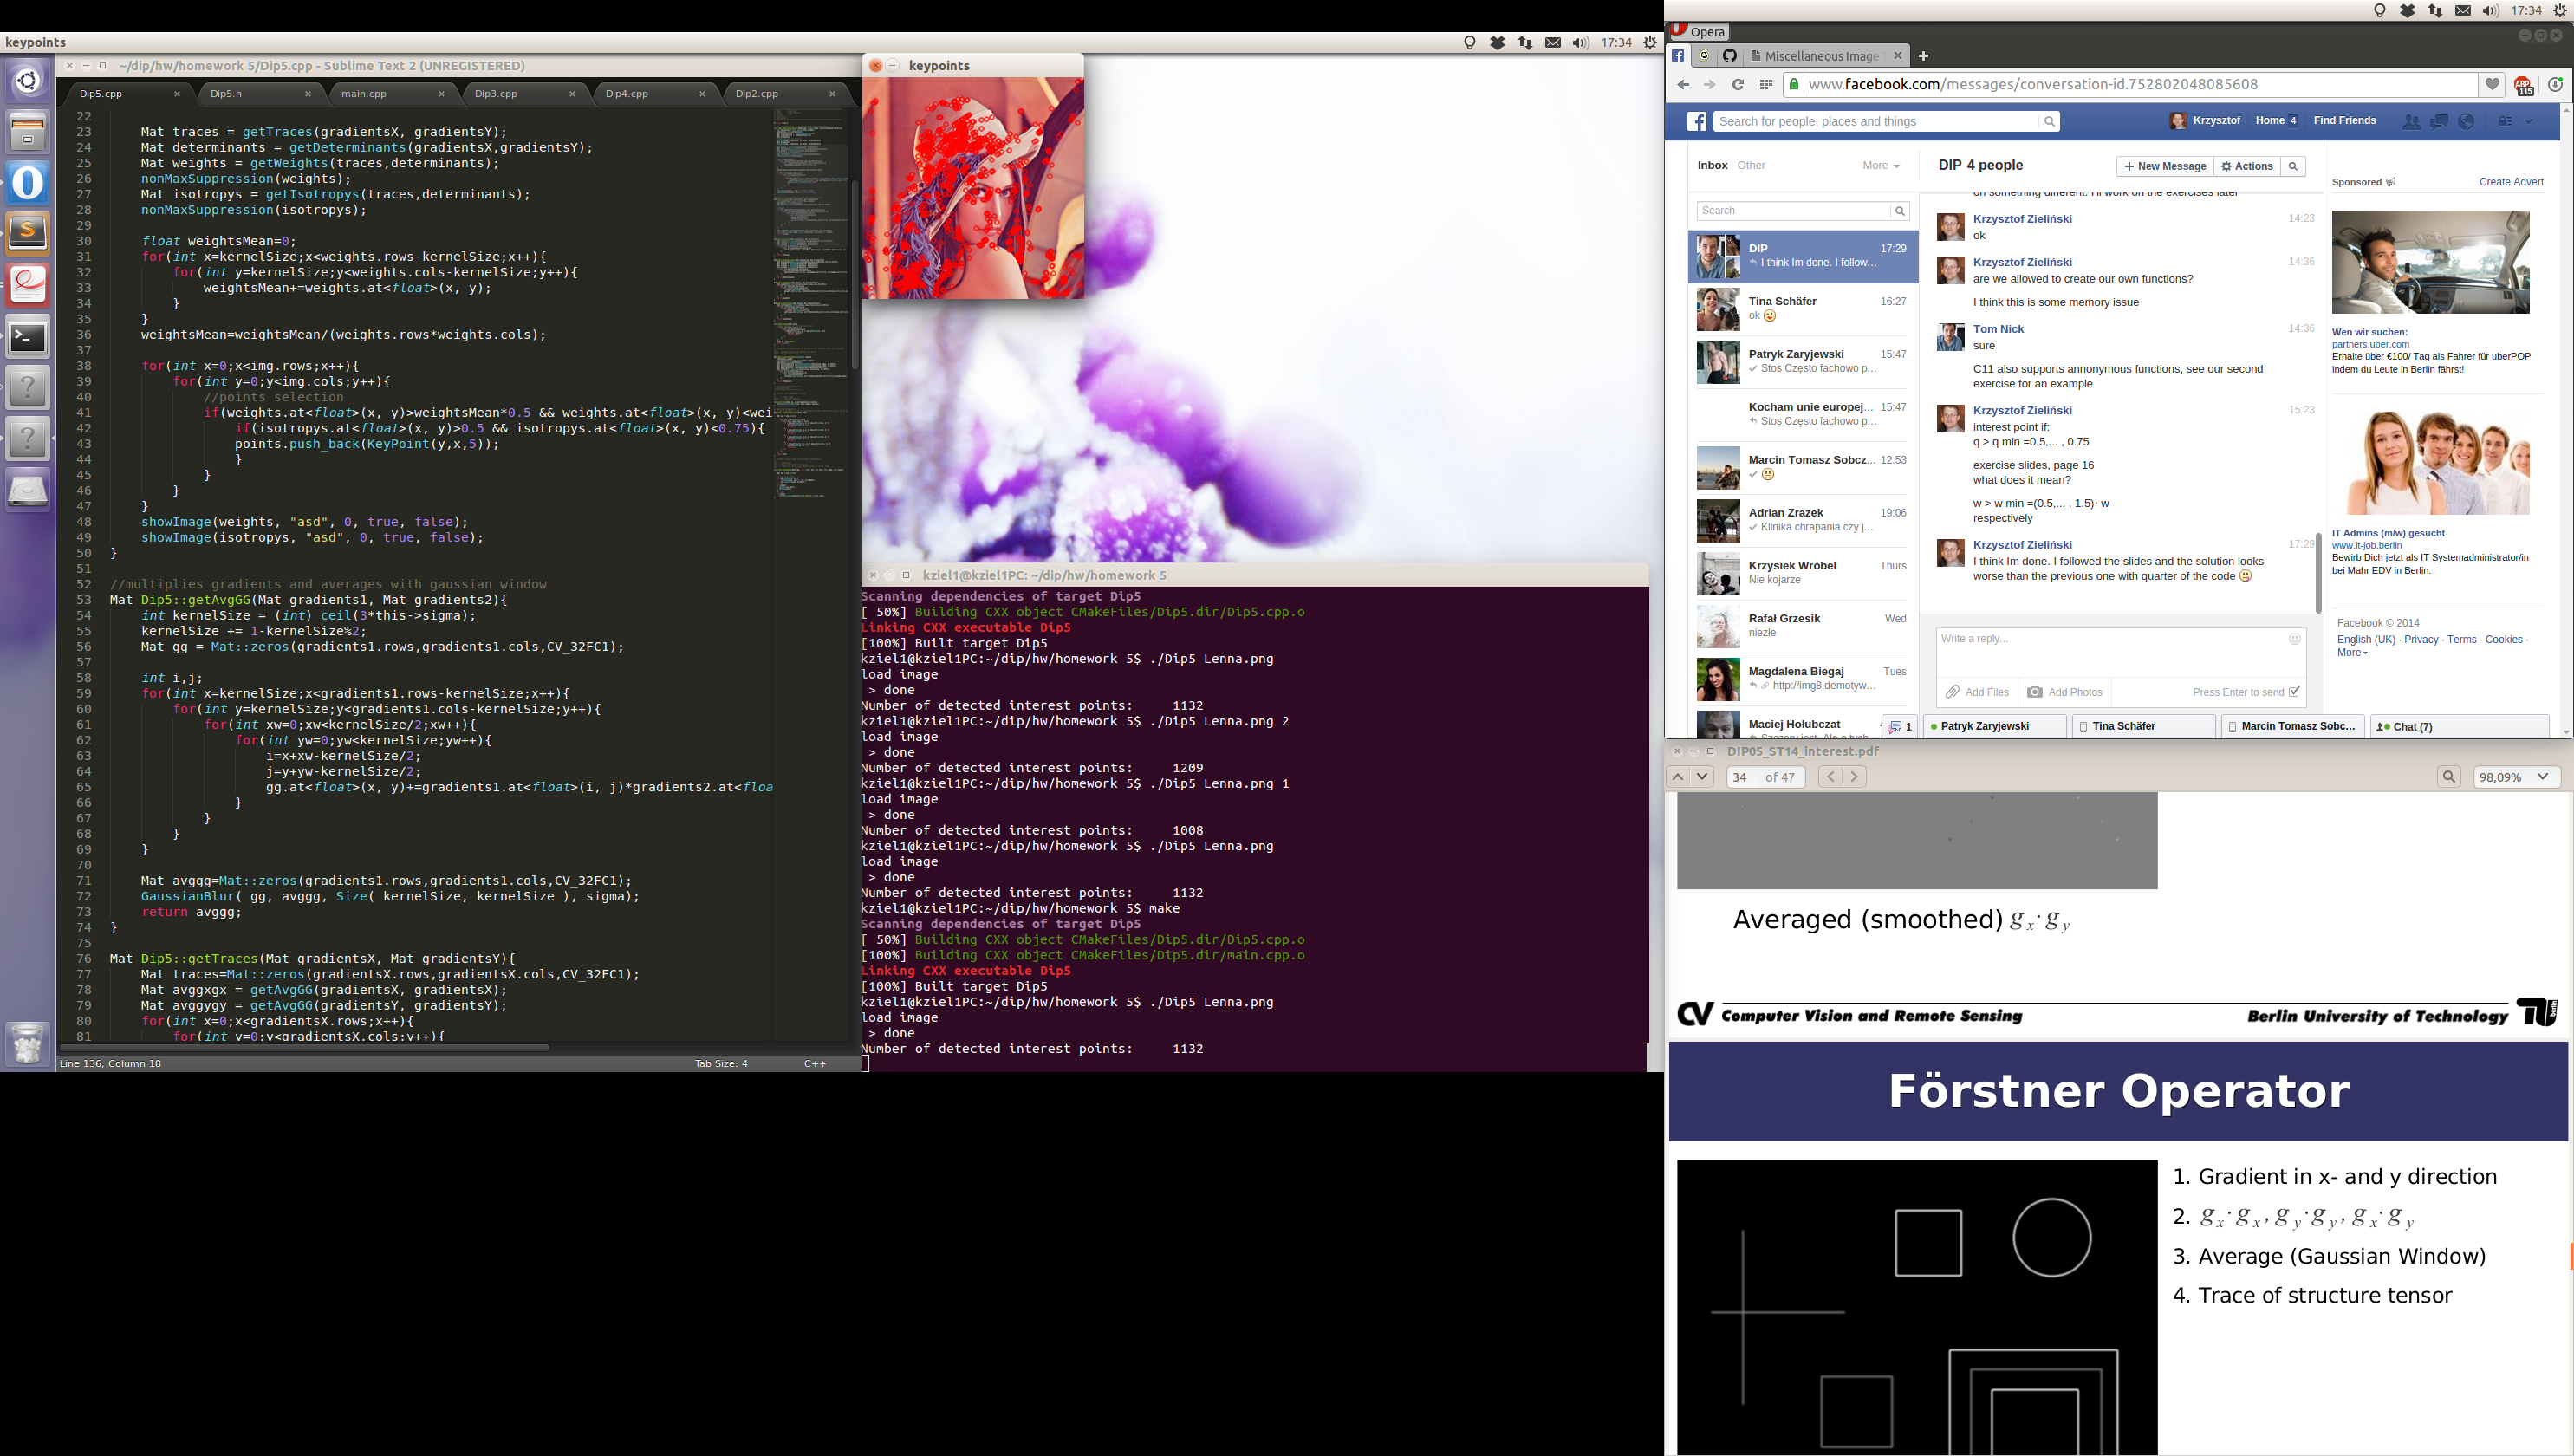 keypoints
17:34
~/dip/hw/homework 5/Dip5.cpp - Sublime Text 2 (UNREGISTERED)
Dip5.cpp
Dip5.h
main.cpp
Dip3.cpp
Dip4.cpp
Dip2.cpp
22
23 Mat traces = getTraces(gradientsX, gradientsY);
24 Mat determinants = getDeterminants(gradientsX,gradientsY);
25 Mat weights = getWeights(traces,determinants);
26 nonMaxSuppression(weights);
27 Mat isotropys = getIsotropys(traces,determinants);
28 nonMaxSuppression(isotropys);
29
30 float weightsMean=0;
31 for(int x=kernelSize;x<weights.rows-kernelSize;x++){
32 for(int y=kernelSize;y<weights.cols-kernelSize;y++){
33 weightsMean+=weights.at<float>(x, y);
34 }
35 }
36 weightsMean=weightsMean/(weights.rows*weights.cols);
37
38 for(int x=0;x<img.rows;x++){
39 for(int y=0;y<img.cols;y++){
40 //points selection
41 if(weights.at<float>(x, y)>weightsMean*0.5 && weights.at<float>(x, y)<wei
42 if(isotropys.at<float>(x, y)>0.5 && isotropys.at<float>(x, y)<0.75){
43 points.push_back(KeyPoint(y,x,5));
44 }
45 }
46 }
47 }
48 showImage(weights, "asd", 0, true, false);
49 showImage(isotropys, "asd", 0, true, false);
50 }
51
52 //multiplies gradients and averages with gaussian window
53 Mat Dip5::getAvgGG(Mat gradients1, Mat gradients2){
54 int kernelSize = (int) ceil(3*this->sigma);
55 kernelSize += 1-kernelSize%2;
56 Mat gg = Mat::zeros(gradients1.rows,gradients1.cols,CV_32FC1);
57
58 int i,j;
59 for(int x=kernelSize;x<gradients1.rows-kernelSize;x++){
60 for(int y=kernelSize;y<gradients1.cols-kernelSize;y++){
61 for(int xw=0;xw<kernelSize/2;xw++){
62 for(int yw=0;yw<kernelSize;yw++){
63 i=x+xw-kernelSize/2;
64 j=y+yw-kernelSize/2;
65 gg.at<float>(x, y)+=gradients1.at<float>(i, j)*gradients2.at<floa
66 }
67 }
68 }
69 }
70
71 Mat avggg=Mat::zeros(gradients1.rows,gradients1.cols,CV_32FC1);
72 GaussianBlur( gg, avggg, Size( kernelSize, kernelSize ), sigma);
73 return avggg;
74 }
75
76 Mat Dip5::getTraces(Mat gradientsX, Mat gradientsY){
77 Mat traces=Mat::zeros(gradientsX.rows,gradientsX.cols,CV_32FC1);
78 Mat avggxgx = getAvgGG(gradientsX, gradientsX);
79 Mat avggygy = getAvgGG(gradientsY, gradientsY);
80 for(int x=0;x<gradientsX.rows;x++){
81 for(int y=0;y<gradientsX.cols;y++){
Line 136, Column 18
Tab Size: 4
C++
keypoints
kziel1@kziel1PC: ~/dip/hw/homework 5
Scanning dependencies of target Dip5
[ 50%] Building CXX object CMakeFiles/Dip5.dir/Dip5.cpp.o
Linking CXX executable Dip5
[100%] Built target Dip5
kziel1@kziel1PC:~/dip/hw/homework 5$ ./Dip5 Lenna.png
load image
> done
Number of detected interest points: 1132
kziel1@kziel1PC:~/dip/hw/homework 5$ ./Dip5 Lenna.png 2
load image
> done
Number of detected interest points: 1209
kziel1@kziel1PC:~/dip/hw/homework 5$ ./Dip5 Lenna.png 1
load image
> done
Number of detected interest points: 1008
kziel1@kziel1PC:~/dip/hw/homework 5$ ./Dip5 Lenna.png
load image
> done
Number of detected interest points: 1132
kziel1@kziel1PC:~/dip/hw/homework 5$ make
Scanning dependencies of target Dip5
[ 50%] Building CXX object CMakeFiles/Dip5.dir/Dip5.cpp.o
[100%] Building CXX object CMakeFiles/Dip5.dir/main.cpp.o
Linking CXX executable Dip5
[100%] Built target Dip5
kziel1@kziel1PC:~/dip/hw/homework 5$ ./Dip5 Lenna.png
load image
> done
Number of detected interest points: 1132
17:34
Opera
Miscellaneous Image
www.facebook.com/messages/conversation-id.752802048085608
ABP
115
Search for people, places and things
Krzysztof
Home 4
Find Friends
Inbox Other
More
Search
DIP 17:29
I think Im done. I follow…
Tina Schäfer 16:27
ok
Patryk Zaryjewski 15:47
Stos Często fachowo p…
Kocham unie europej… 15:47
Stos Często fachowo p…
Marcin Tomasz Sobcz… 12:53
Adrian Zrazek 19:06
Klinika chrapania czy j…
Krzysiek Wróbel Thurs
Nie kojarze
Rafał Grzesik Wed
niezłe
Magdalena Biegaj Tues
http://img8.demotyw…
Maciej Hołubczat
DIP 4 people
+ New Message
Actions
on something different. I'll work on the exercises later
Krzysztof Zieliński 14:23
ok
Krzysztof Zieliński 14:36
are we allowed to create our own functions?
I think this is some memory issue
Tom Nick 14:36
sure
C11 also supports annonymous functions, see our second
exercise for an example
Krzysztof Zieliński 15:23
interest point if:
q > q min =0.5,... , 0.75
exercise slides, page 16
what does it mean?
w > w min =(0.5,... , 1.5)· w
respectively
Krzysztof Zieliński 17:29
I think Im done. I followed the slides and the solution looks
worse than the previous one with quarter of the code
Write a reply...
Add Files
Add Photos
Press Enter to send
Sponsored
Create Advert
Wen wir suchen:
partners.uber.com
Erhalte über €100/ Tag als Fahrer für uberPOP
indem du Leute in Berlin fährst!
IT Admins (m/w) gesucht
www.it-job.berlin
Bewirb Dich jetzt als IT Systemadministrator/in
bei Mahr EDV in Berlin.
Facebook © 2014
English (UK) · Privacy · Terms · Cookies ·
More
1
Patryk Zaryjewski
Tina Schäfer
Marcin Tomasz Sobc...
Chat (7)
DIP05_ST14_interest.pdf
34 of 47
98,09%
Averaged (smoothed) g x · g y
CV Computer Vision and Remote Sensing
Berlin University of Technology
Förstner Operator
1. Gradient in x- and y direction
2. g x · g x , g y · g y , g x · g y
3. Average (Gaussian Window)
4. Trace of structure tensor